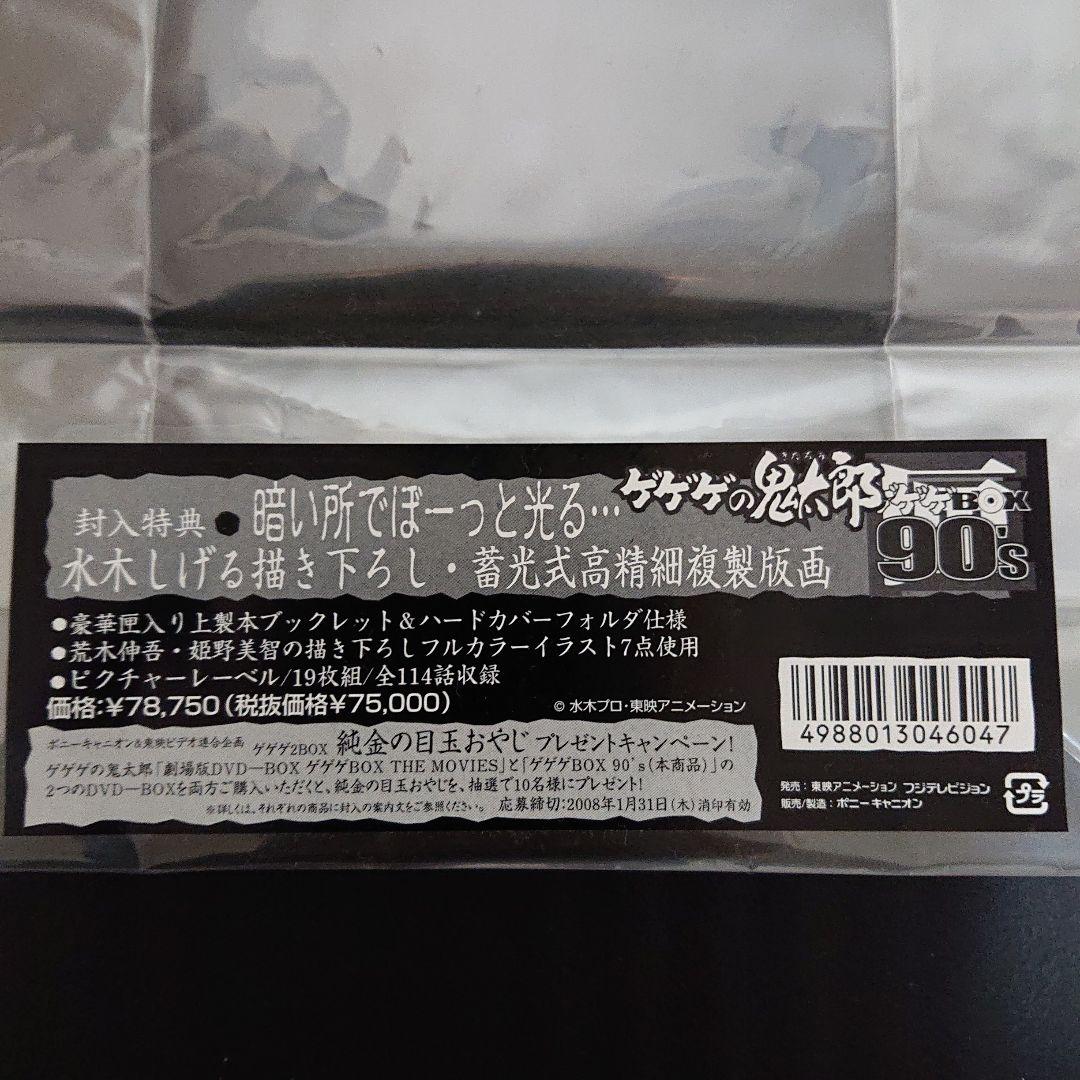 封入特典 ● 暗い所でぼーっと光る…
水木しげる描き下ろし・蓄光式高精細複製版画
きたろう
ゲゲゲの鬼太郎
ゲゲゲBOX
90's
●豪華匣入り上製本ブックレット&ハードカバーフォルダ仕様
●荒木伸吾・姫野美智の描き下ろしフルカラーイラスト7点使用
●ピクチャーレーベル/19枚組/全114話収録
価格:¥78,750(税抜価格¥75,000)
© 水木プロ・東映アニメーション
4988013046047
ポニーキャニオン&東映ビデオ連合企画 ゲゲゲ2BOX 純金の目玉おやじ プレゼントキャンペーン!
ゲゲゲの鬼太郎「劇場版DVD―BOX ゲゲゲBOX THE MOVIES」と「ゲゲゲBOX 90's(本商品)」の
2つのDVD―BOXを両方ご購入いただくと、純金の目玉おやじを、抽選で10名様にプレゼント!
※詳しくは、それぞれの商品に封入の案内文をご参照ください。 応募締切:2008年1月31日(木)消印有効
発売:東映アニメーション フジテレビジョン
販売/製造:ポニーキャニオン
プラ